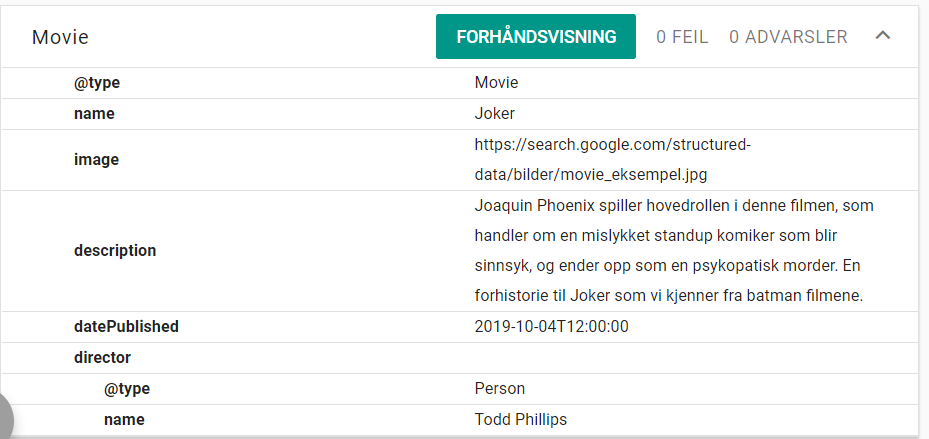 Movie FORHÅNDSVISNING 0 FEIL 0 ADVARSLER
@type Movie
name Joker
image https://search.google.com/structured-
data/bilder/movie_eksempel.jpg
description Joaquin Phoenix spiller hovedrollen i denne filmen, som
handler om en mislykket standup komiker som blir
sinnsyk, og ender opp som en psykopatisk morder. En
forhistorie til Joker som vi kjenner fra batman filmene.
datePublished 2019-10-04T12:00:00
director
@type Person
name Todd Phillips